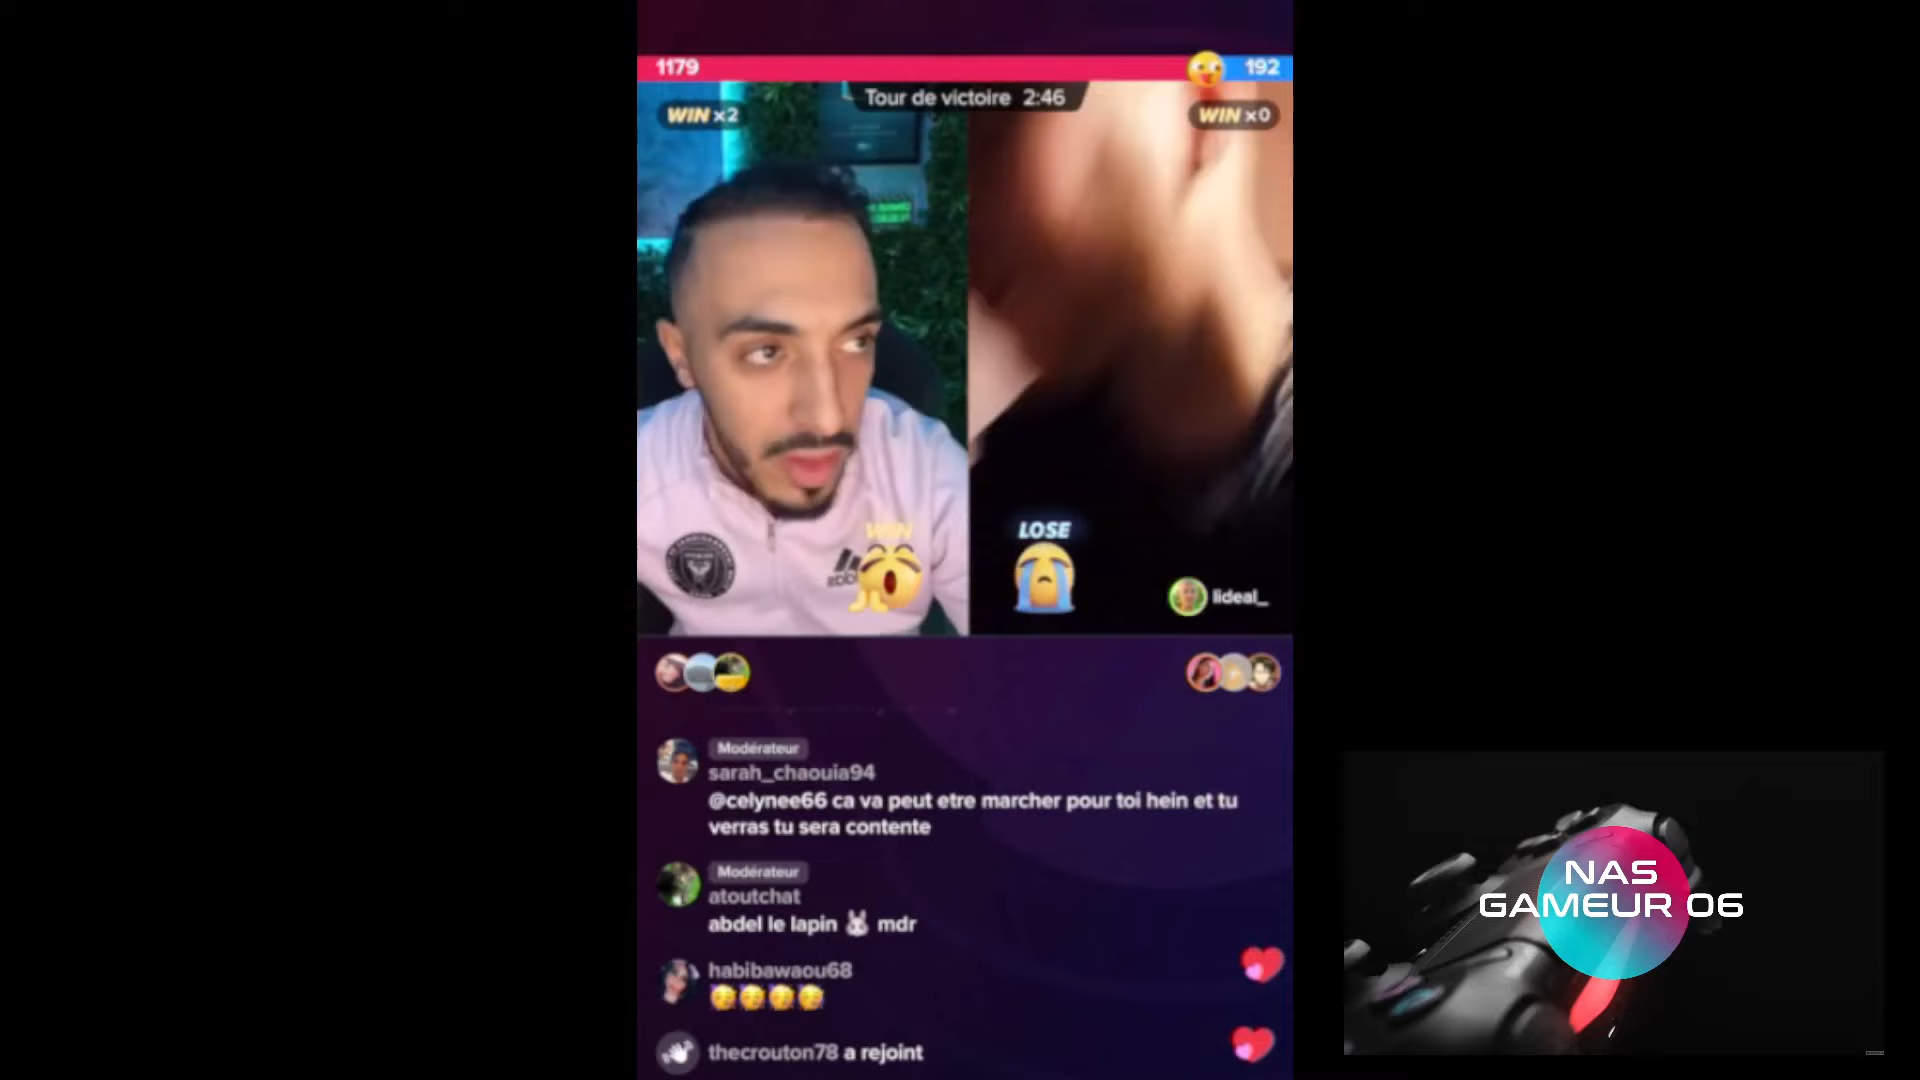 1179
192
Tour de victoire 2:46
WIN x2
WIN x0
WIN
LOSE
lideal_
Modérateur
sarah_chaouia94
@celynee66 ca va peut etre marcher pour toi hein et tu
verras tu sera contente
Modérateur
atoutchat
abdel le lapin 🐰 mdr
habibawaou68
🥳🥳🥳🥳
thecrouton78 a rejoint
NAS
GAMEUR 06